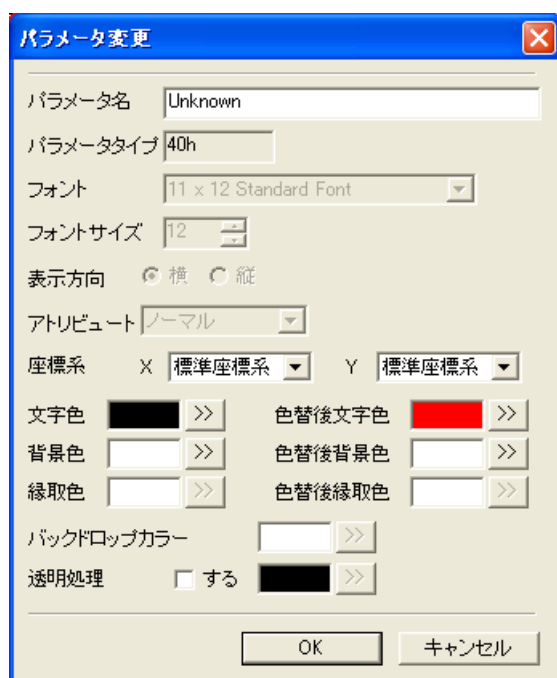 パラメータ変更
パラメータ名 Unknown
パラメータタイプ 40h
フォント 11 x 12 Standard Font
フォントサイズ 12
表示方向 横 縦
アトリビュート ノーマル
座標系 X 標準座標系 Y 標準座標系
文字色 >> 色替後文字色 >>
背景色 >> 色替後背景色 >>
縁取色 >> 色替後縁取色 >>
バックドロップカラー >>
透明処理 する >>
OK キャンセル